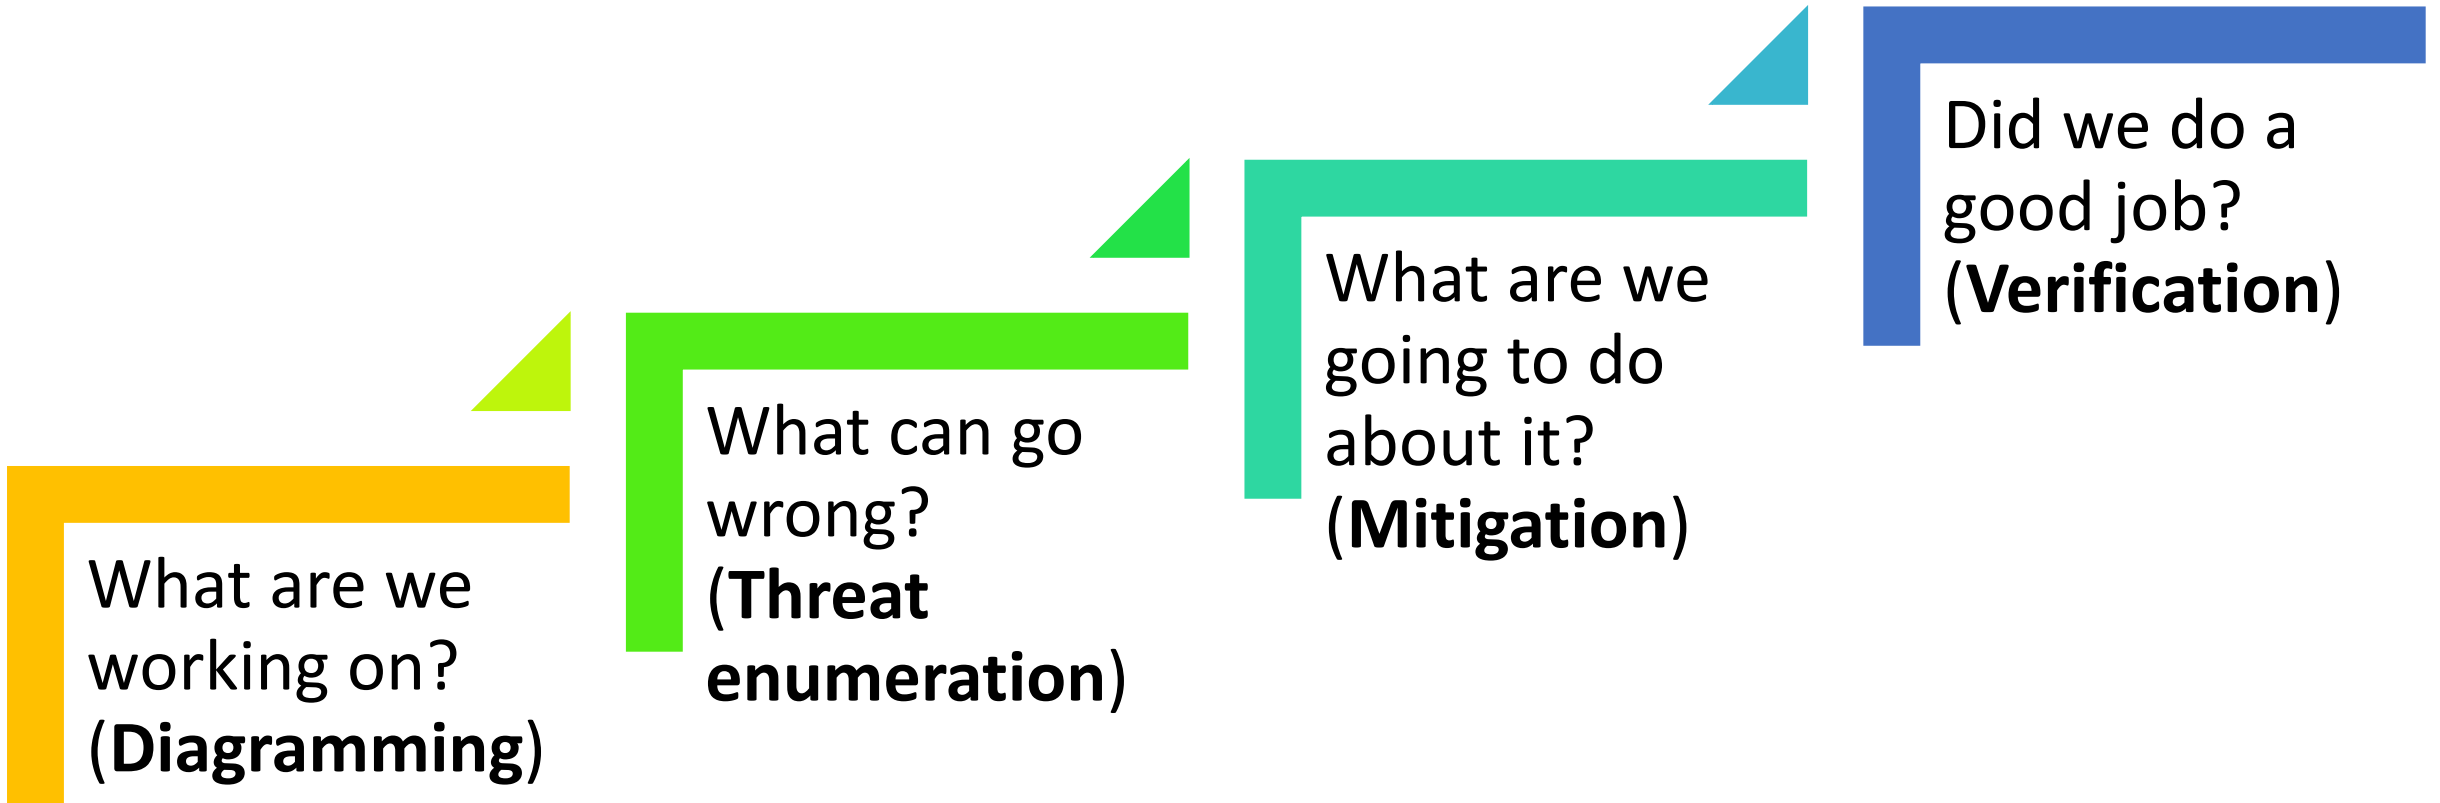 What are we
working on?
(Diagramming)
What can go
wrong?
(Threat
enumeration)
What are we
going to do
about it?
(Mitigation)
Did we do a
good job?
(Verification)